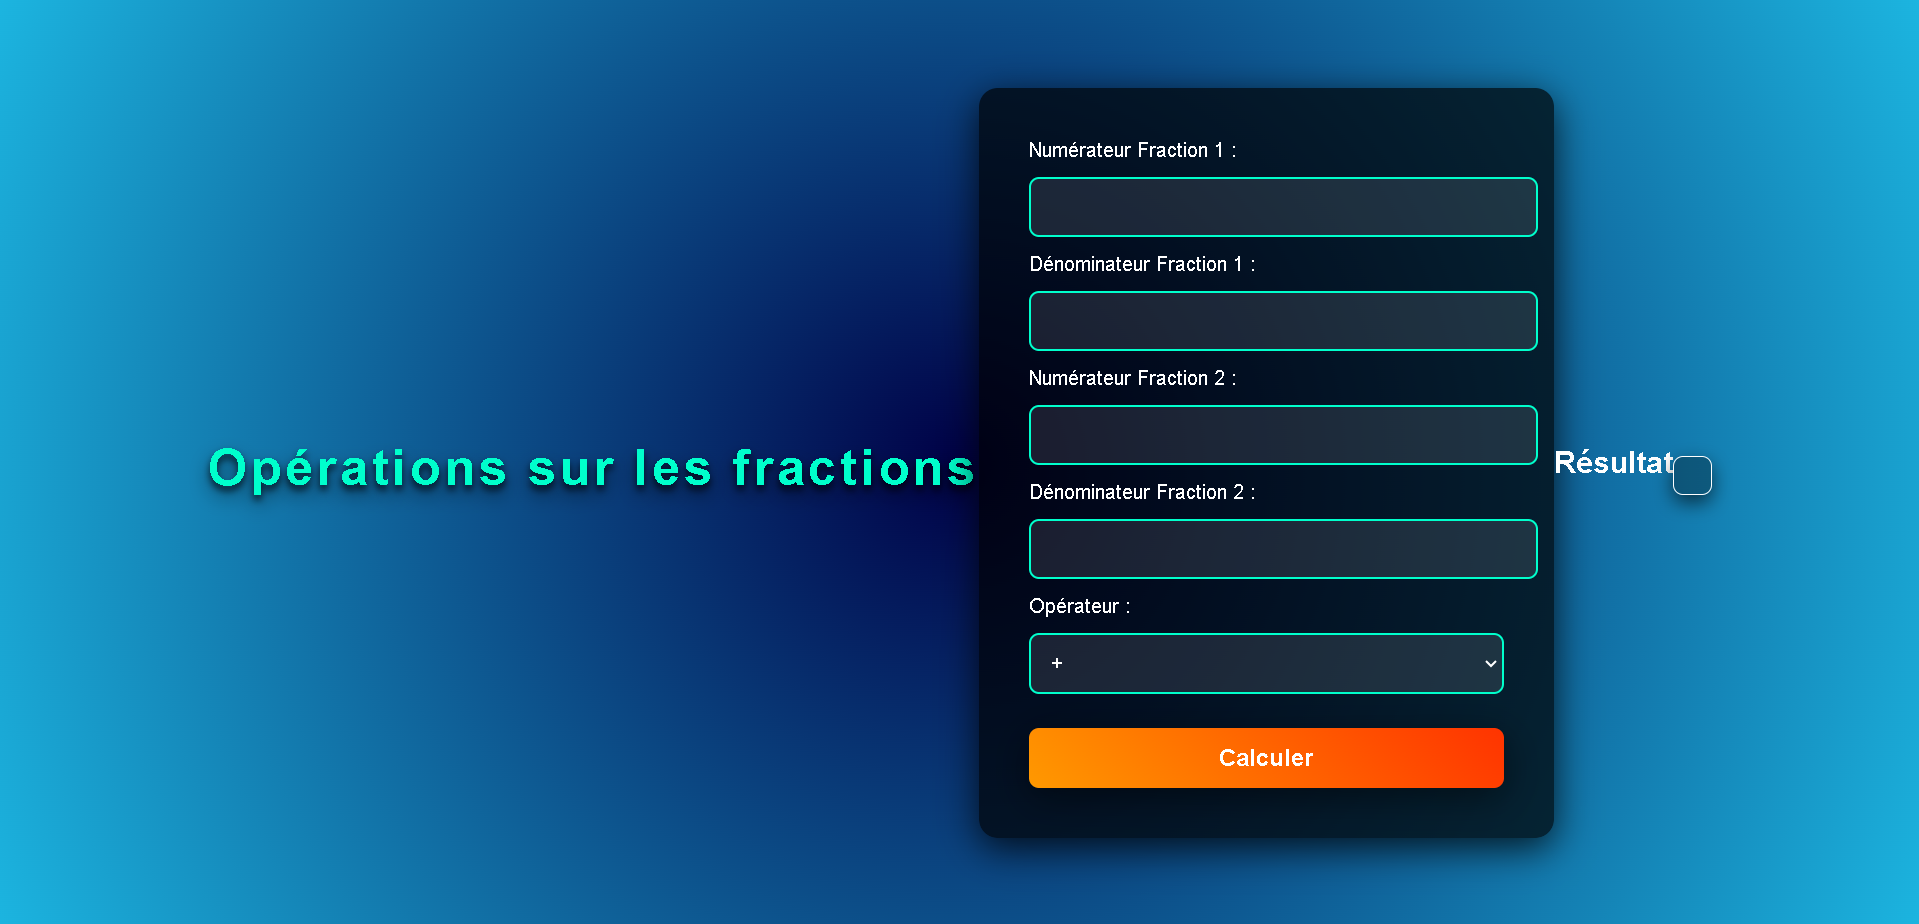 Opérations sur les fractions
Numérateur Fraction 1 :
Dénominateur Fraction 1 :
Numérateur Fraction 2 :
Dénominateur Fraction 2 :
Opérateur :
+
Calculer
Résultat